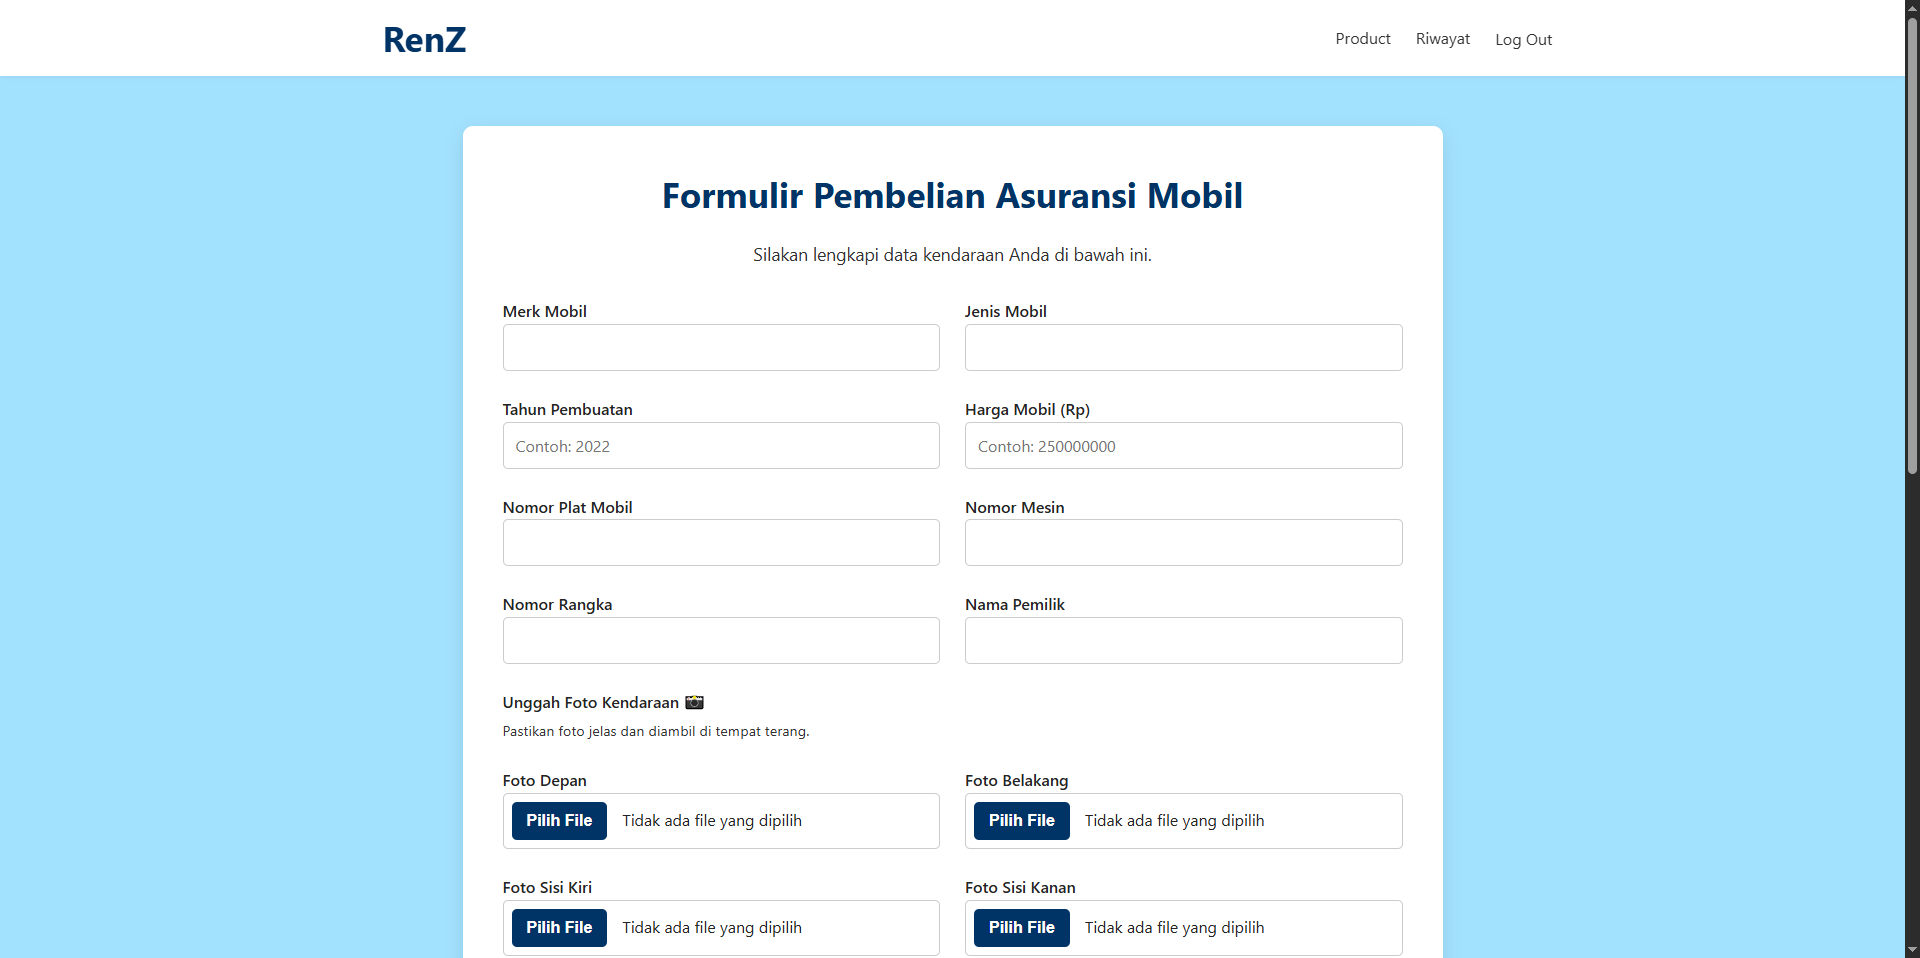 RenZ
Product
Riwayat
Log Out
Formulir Pembelian Asuransi Mobil
Silakan lengkapi data kendaraan Anda di bawah ini.
Merk Mobil
Jenis Mobil
Tahun Pembuatan
Harga Mobil (Rp)
Contoh: 2022
Contoh: 250000000
Nomor Plat Mobil
Nomor Mesin
Nomor Rangka
Nama Pemilik
Unggah Foto Kendaraan 📸
Pastikan foto jelas dan diambil di tempat terang.
Foto Depan
Foto Belakang
Pilih File Tidak ada file yang dipilih
Pilih File Tidak ada file yang dipilih
Foto Sisi Kiri
Foto Sisi Kanan
Pilih File Tidak ada file yang dipilih
Pilih File Tidak ada file yang dipilih